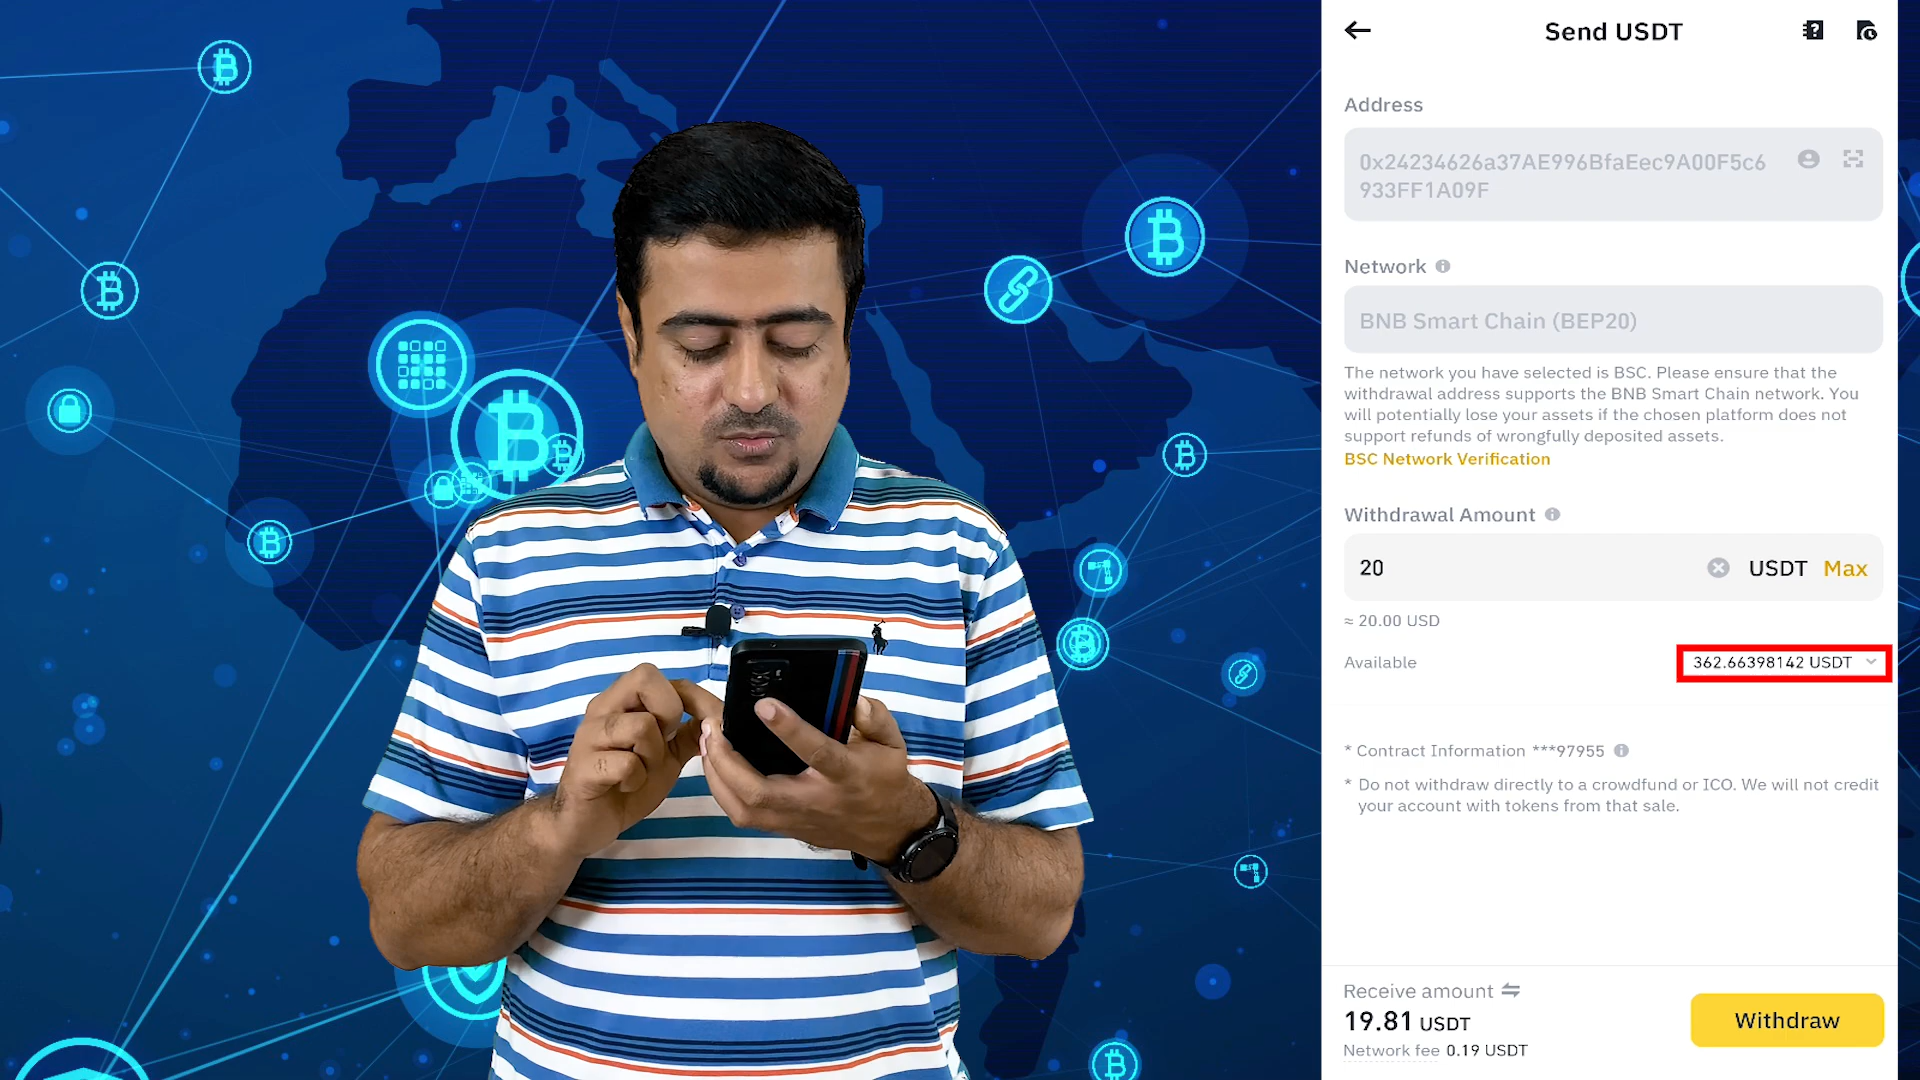 Send USDT
Address
0x24234626a37AE996BfaEec9A00F5c6
933FF1A09F
Network
BNB Smart Chain (BEP20)
The network you have selected is BSC. Please ensure that the
withdrawal address supports the BNB Smart Chain network. You
will potentially lose your assets if the chosen platform does not
support refunds of wrongfully deposited assets.
BSC Network Verification
Withdrawal Amount
20 USDT Max
≈ 20.00 USD
Available 362.66398142 USDT
* Contract Information ***97955
* Do not withdraw directly to a crowdfund or ICO. We will not credit
your account with tokens from that sale.
Receive amount
19.81 USDT
Network fee 0.19 USDT
Withdraw